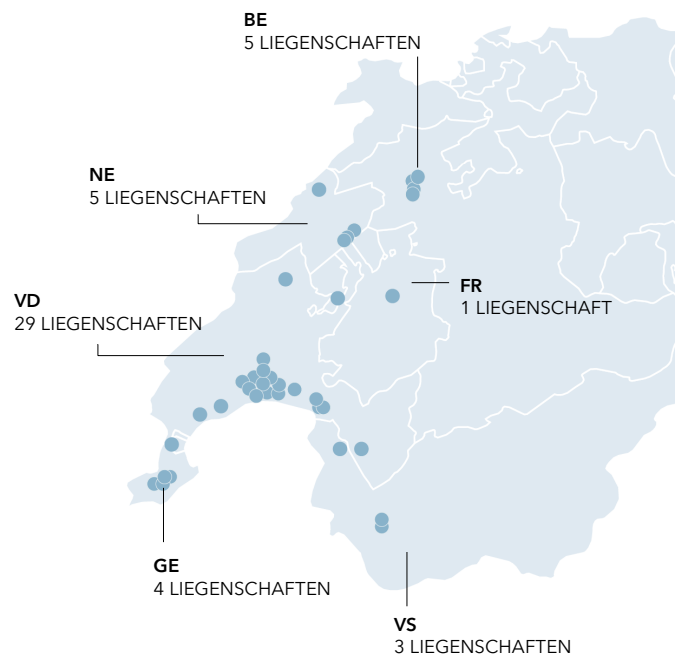 BE
5 LIEGENSCHAFTEN
NE
5 LIEGENSCHAFTEN
FR
1 LIEGENSCHAFT
VD
29 LIEGENSCHAFTEN
GE
4 LIEGENSCHAFTEN
VS
3 LIEGENSCHAFTEN